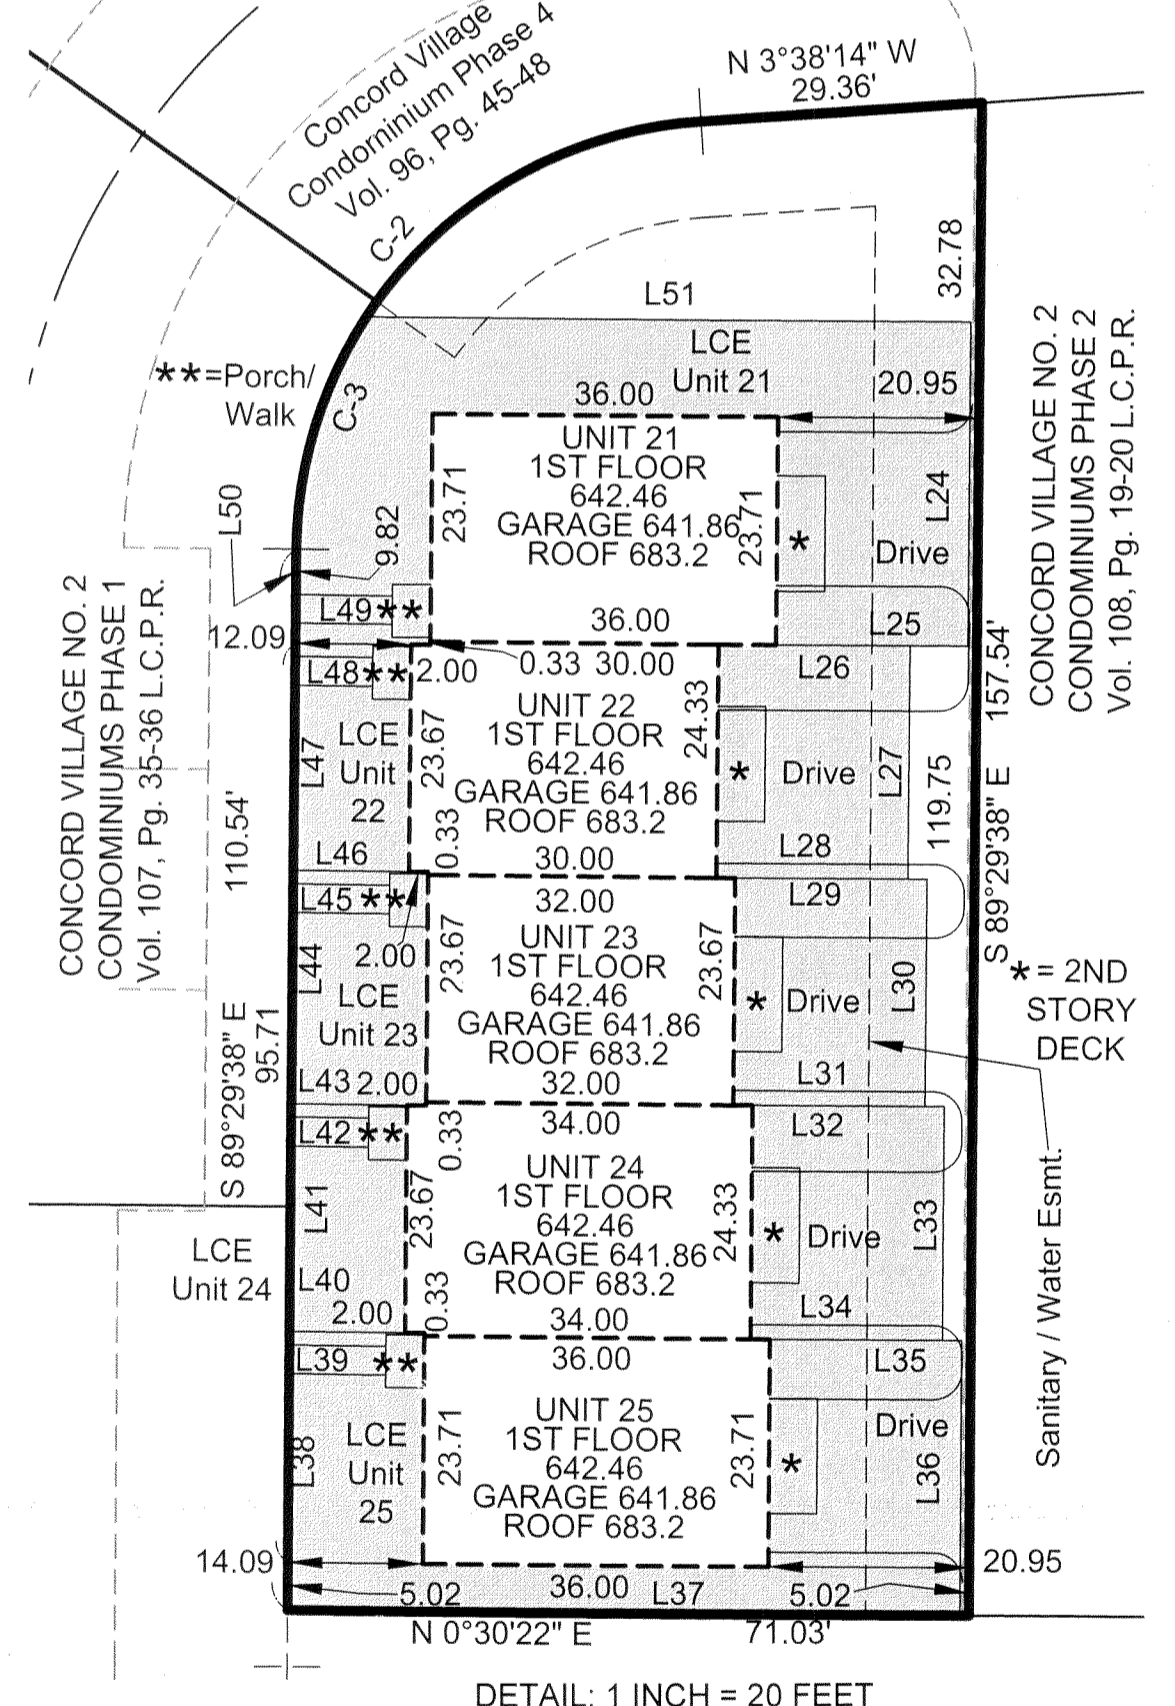 Concord Village
Condominium Phase 4
Vol. 96, Pg. 45-48
N 3°38'14" W
29.36'
C-2
32.78
L51
LCE
Unit 21
**=Porch/
Walk
C-3
36.00
20.95
CONCORD VILLAGE NO. 2
CONDOMINIUMS PHASE 2
Vol. 108, Pg. 19-20 L.C.P.R.
UNIT 21
1ST FLOOR
642.46
GARAGE 641.86
ROOF 683.2
23.71
23.71
*
L24
Drive
L50
9.82
L49**
36.00
L25
12.09
L48**
2.00
0.33 30.00
L26
CONCORD VILLAGE NO. 2
CONDOMINIUMS PHASE 1
Vol. 107, Pg. 35-36 L.C.P.R.
UNIT 22
1ST FLOOR
642.46
GARAGE 641.86
ROOF 683.2
23.67
24.33
LCE
Unit
22
L47
*
Drive
L27
119.75
S 89°29'38" E 157.54'
110.54'
0.33
L46
30.00
L28
L45**
32.00
L29
2.00
UNIT 23
1ST FLOOR
642.46
GARAGE 641.86
ROOF 683.2
23.67
23.67
L44
LCE
Unit 23
*
Drive
L30
*= 2ND
STORY
DECK
S 89°29'38" E
95.71
L43
2.00
32.00
L31
L42**
0.33
34.00
L32
UNIT 24
1ST FLOOR
642.46
GARAGE 641.86
ROOF 683.2
23.67
24.33
L41
LCE
Unit 24
*
Drive
L33
Sanitary / Water Esmt.
L40
2.00
0.33
34.00
L34
L39
**
36.00
L35
UNIT 25
1ST FLOOR
642.46
GARAGE 641.86
ROOF 683.2
23.71
23.71
L38
LCE
Unit
25
*
Drive
L36
14.09
20.95
5.02
36.00
L37
5.02
N 0°30'22" E
71.03'
DETAIL: 1 INCH = 20 FEET